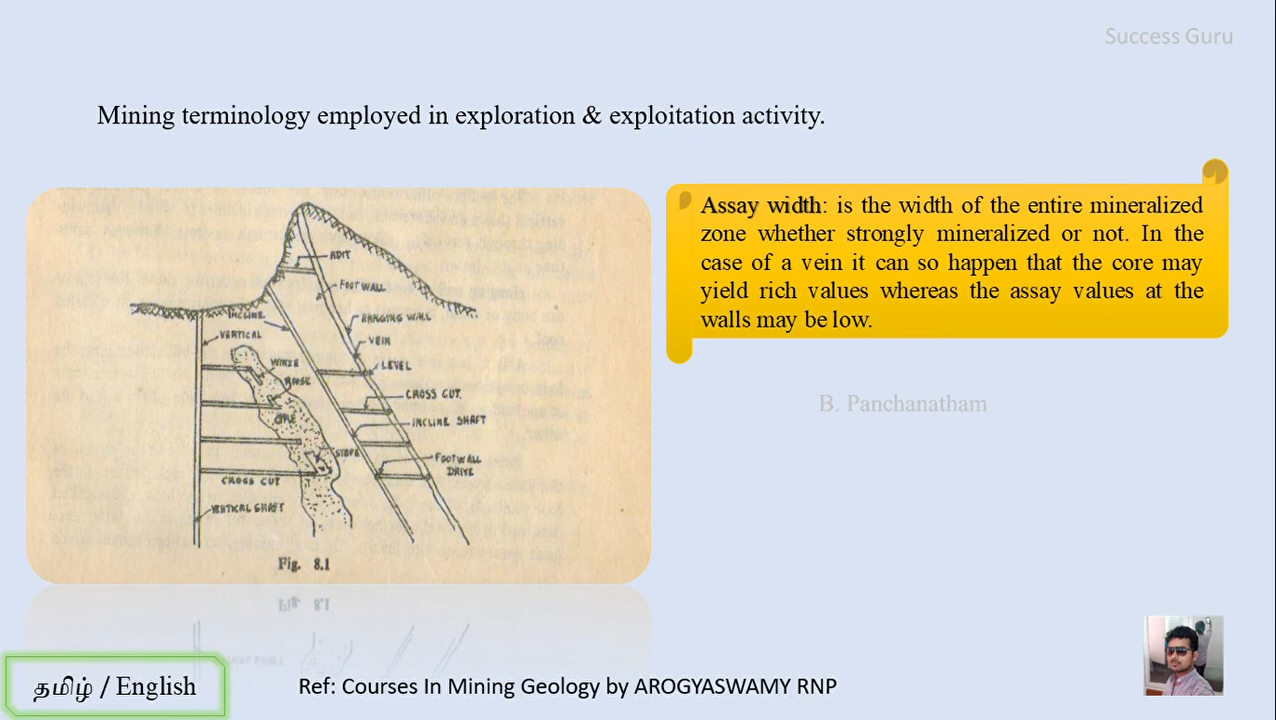 Success Guru
Mining terminology employed in exploration & exploitation activity.
Assay width: is the width of the entire mineralized
zone whether strongly mineralized or not. In the
case of a vein it can so happen that the core may
yield rich values whereas the assay values at the
walls may be low.
ADIT
FOOT WALL
INCLINE
HANGING WALL
VERTICAL
VEIN
WINZE
LEVEL
CROSS CUT.
INCLINE SHAFT
STOPE
FOOTWALL
DRIVE
CROSS CUT
VERTICAL SHAFT
Fig. 8.1
B. Panchanatham
தமிழ் / English
Ref: Courses In Mining Geology by AROGYASWAMY RNP